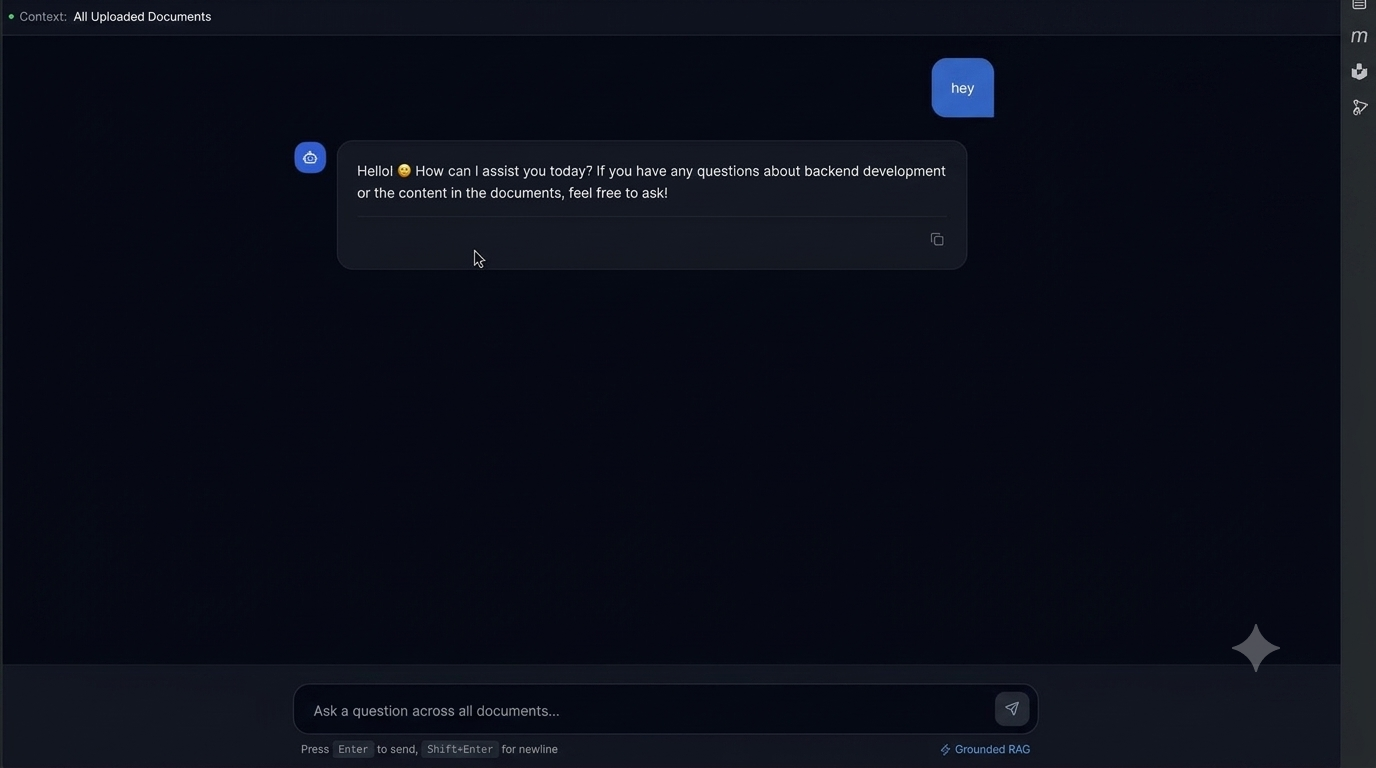 Context: All Uploaded Documents
m
hey
Hello! How can I assist you today? If you have any questions about backend development
or the content in the documents, feel free to ask!
Ask a question across all documents...
Press Enter to send, Shift+Enter for newline
Grounded RAG